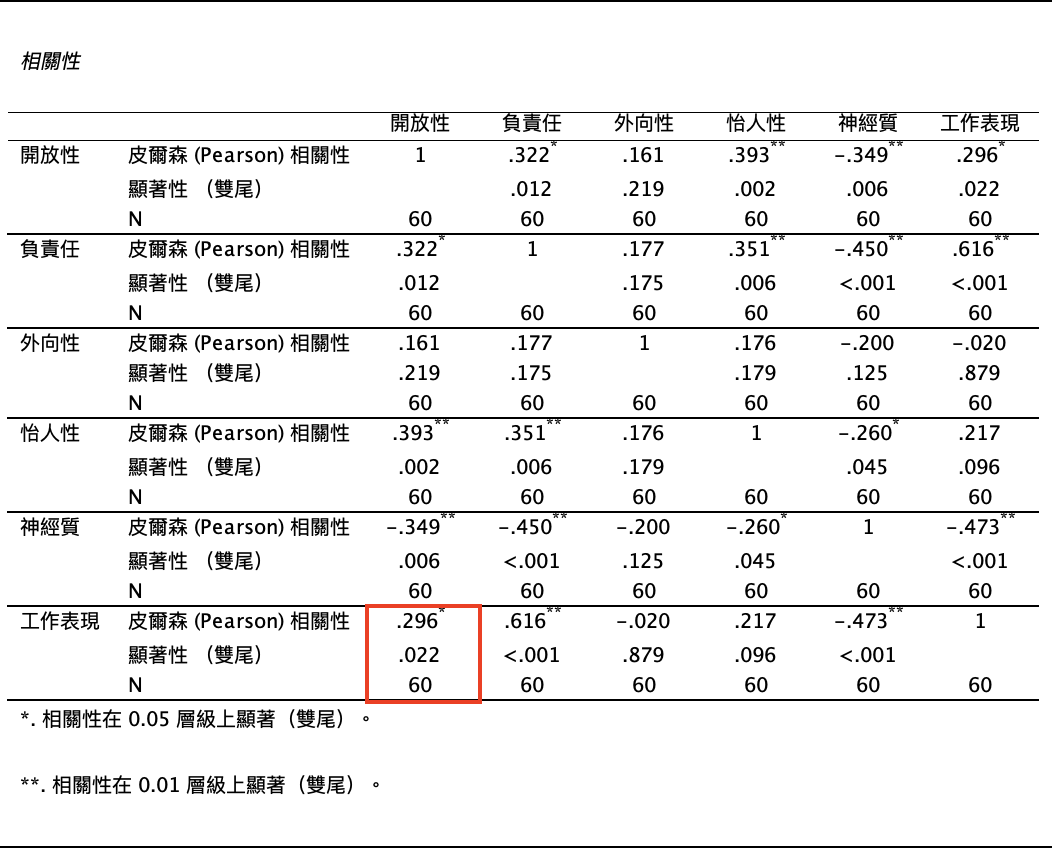 相關性
開放性 負責任 外向性 怡人性 神經質 工作表現
開放性 皮爾森 (Pearson) 相關性 1 .322* .161 .393** -.349** .296*
顯著性 （雙尾） .012 .219 .002 .006 .022
N 60 60 60 60 60 60
負責任 皮爾森 (Pearson) 相關性 .322* 1 .177 .351** -.450** .616**
顯著性 （雙尾） .012 .175 .006 <.001 <.001
N 60 60 60 60 60 60
外向性 皮爾森 (Pearson) 相關性 .161 .177 1 .176 -.200 -.020
顯著性 （雙尾） .219 .175 .179 .125 .879
N 60 60 60 60 60 60
怡人性 皮爾森 (Pearson) 相關性 .393** .351** .176 1 -.260* .217
顯著性 （雙尾） .002 .006 .179 .045 .096
N 60 60 60 60 60 60
神經質 皮爾森 (Pearson) 相關性 -.349** -.450** -.200 -.260* 1 -.473**
顯著性 （雙尾） .006 <.001 .125 .045 <.001
N 60 60 60 60 60 60
工作表現 皮爾森 (Pearson) 相關性 .296* .616** -.020 .217 -.473** 1
顯著性 （雙尾） .022 <.001 .879 .096 <.001
N 60 60 60 60 60 60
*. 相關性在 0.05 層級上顯著（雙尾）。
**. 相關性在 0.01 層級上顯著（雙尾）。